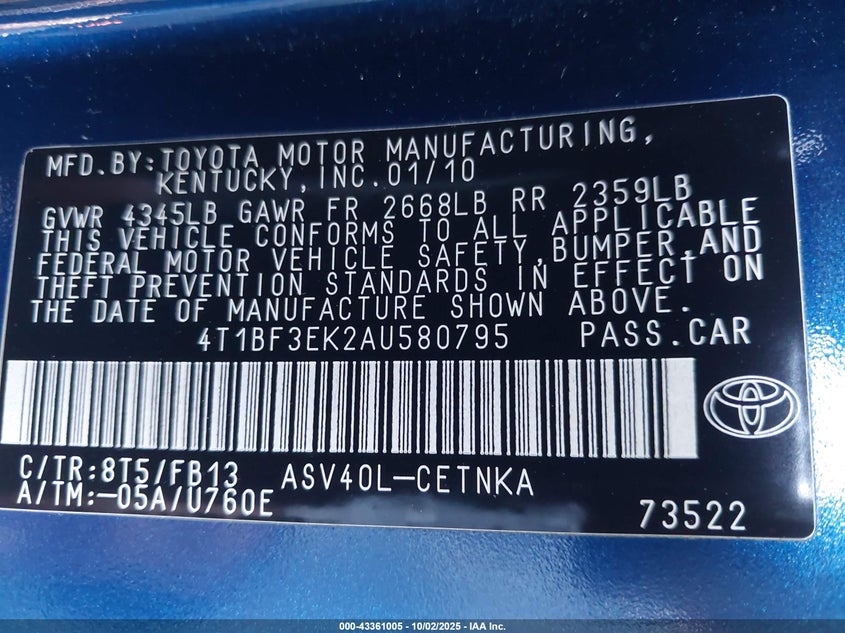 MFD.BY:TOYOTA MOTOR MANUFACTURING,
KENTUCKY,INC.01/10
GVWR 4345LB GAWR FR 2668LB RR 2359LB
THIS VEHICLE CONFORMS TO ALL APPLICABLE
FEDERAL MOTOR VEHICLE SAFETY,BUMPER,AND
THEFT PREVENTION STANDARDS IN EFFECT ON
THE DATE OF MANUFACTURE SHOWN ABOVE.
4T1BF3EK2AU580795 PASS.CAR
C/TR:8T5/FB13 ASV40L-CETNKA
A/TM:-05A/U760E
73522
000-43361005 - 10/02/2025 - IAA Inc.